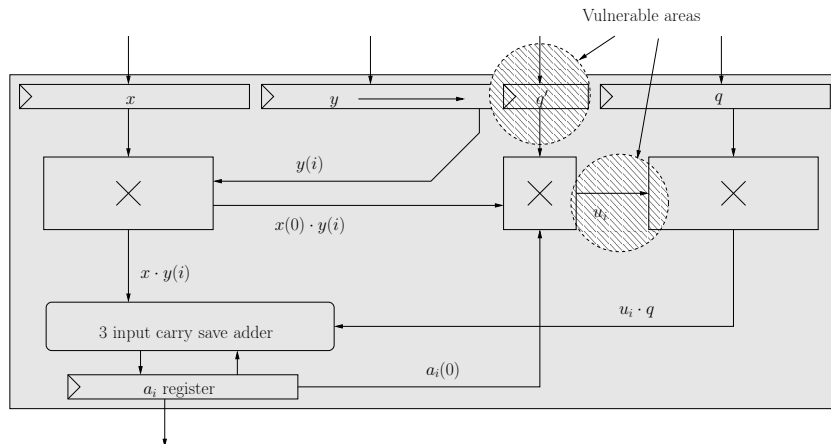 Vulnerable areas
x
y
q′
q
y(i)
x(0) · y(i)
u_i
x · y(i)
u_i · q
3 input carry save adder
a_i(0)
a_i register